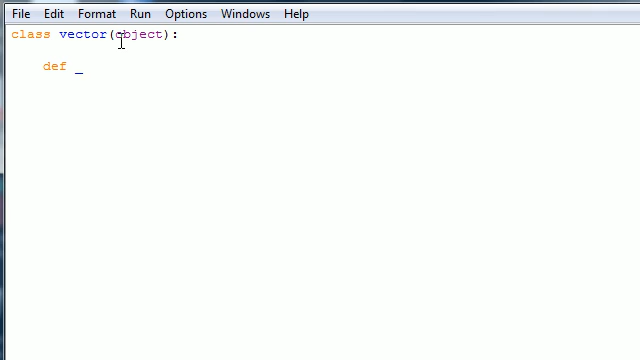 File Edit Format Run Options Windows Help
class vector(object):
def _